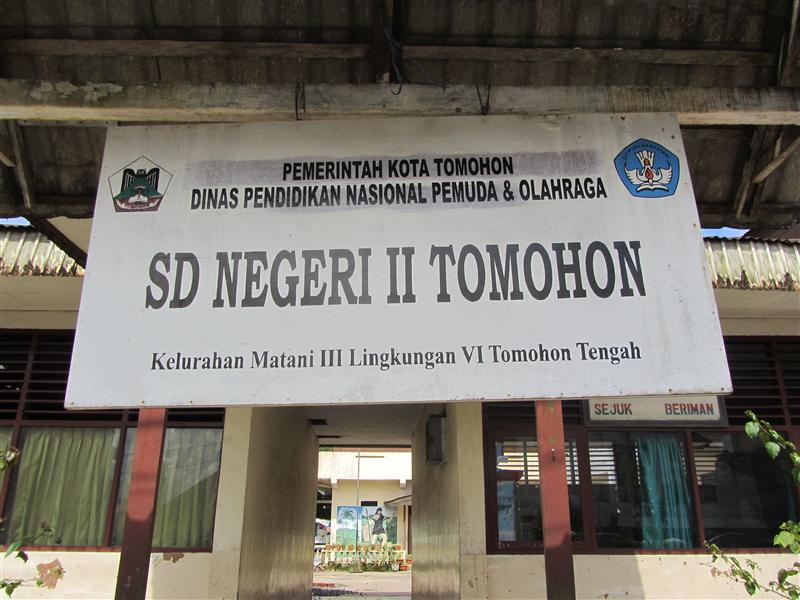 PEMERINTAH KOTA TOMOHON
DINAS PENDIDIKAN NASIONAL PEMUDA & OLAHRAGA
SD NEGERI II TOMOHON
Kelurahan Matani III Lingkungan VI Tomohon Tengah
SEJUK BERIMAN